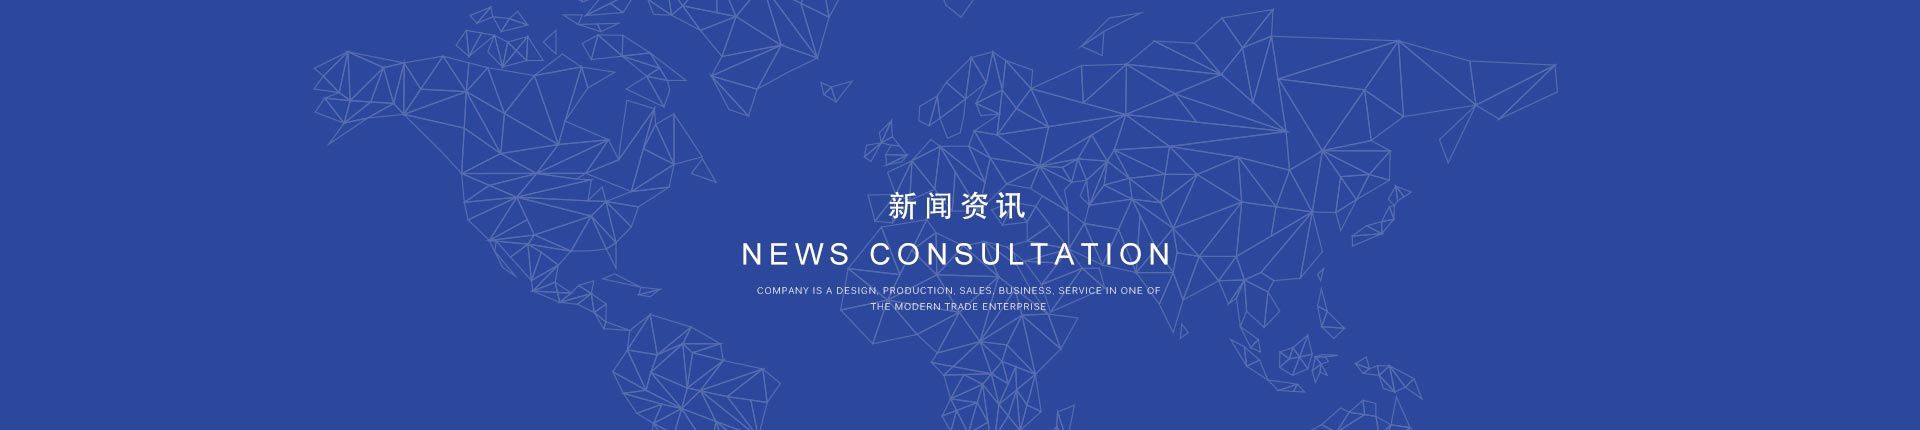 新闻资讯
NEWS CONSULTATION
COMPANY IS A DESIGN, PRODUCTION, SALES, BUSINESS, SERVICE IN ONE OF
THE MODERN TRADE ENTERPRISE